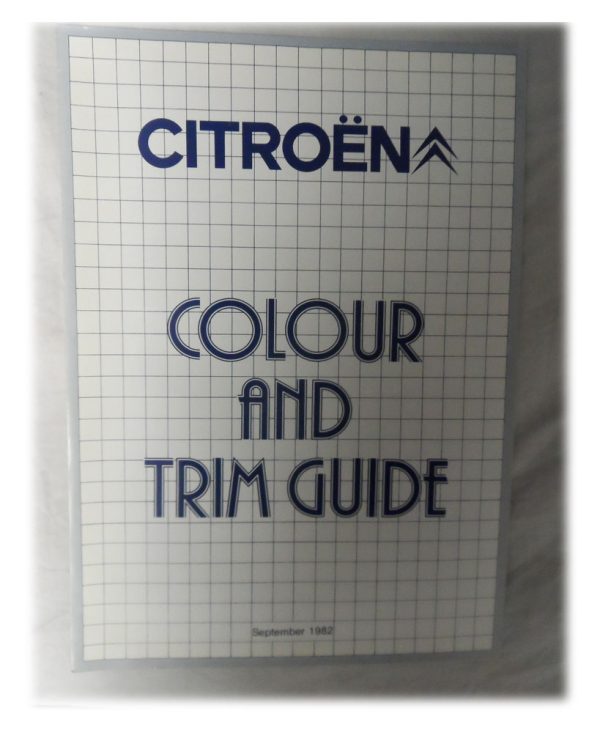 CITROËN
COLOUR
AND
TRIM GUIDE
September 1982